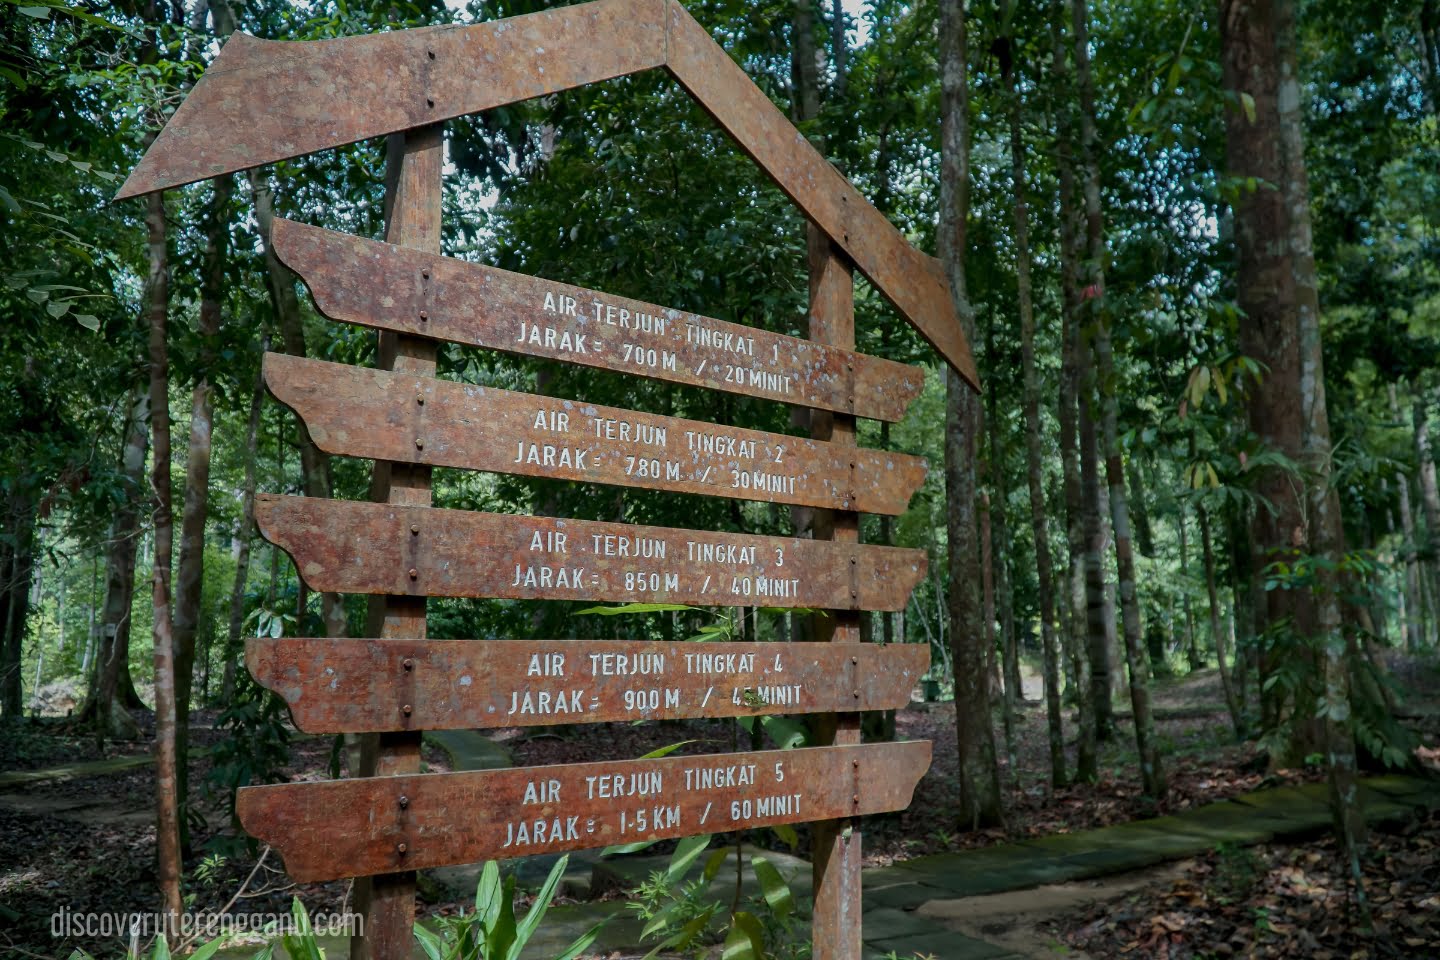 AIR TERJUN TINGKAT 1
JARAK = 700 M / 20 MINIT
AIR TERJUN TINGKAT 2
JARAK = 780 M / 30 MINIT
AIR TERJUN TINGKAT 3
JARAK = 850 M / 40 MINIT
AIR TERJUN TINGKAT 4
JARAK = 900 M / 45 MINIT
AIR TERJUN TINGKAT 5
JARAK = 1.5 KM / 60 MINIT
discoveryterengganu.com